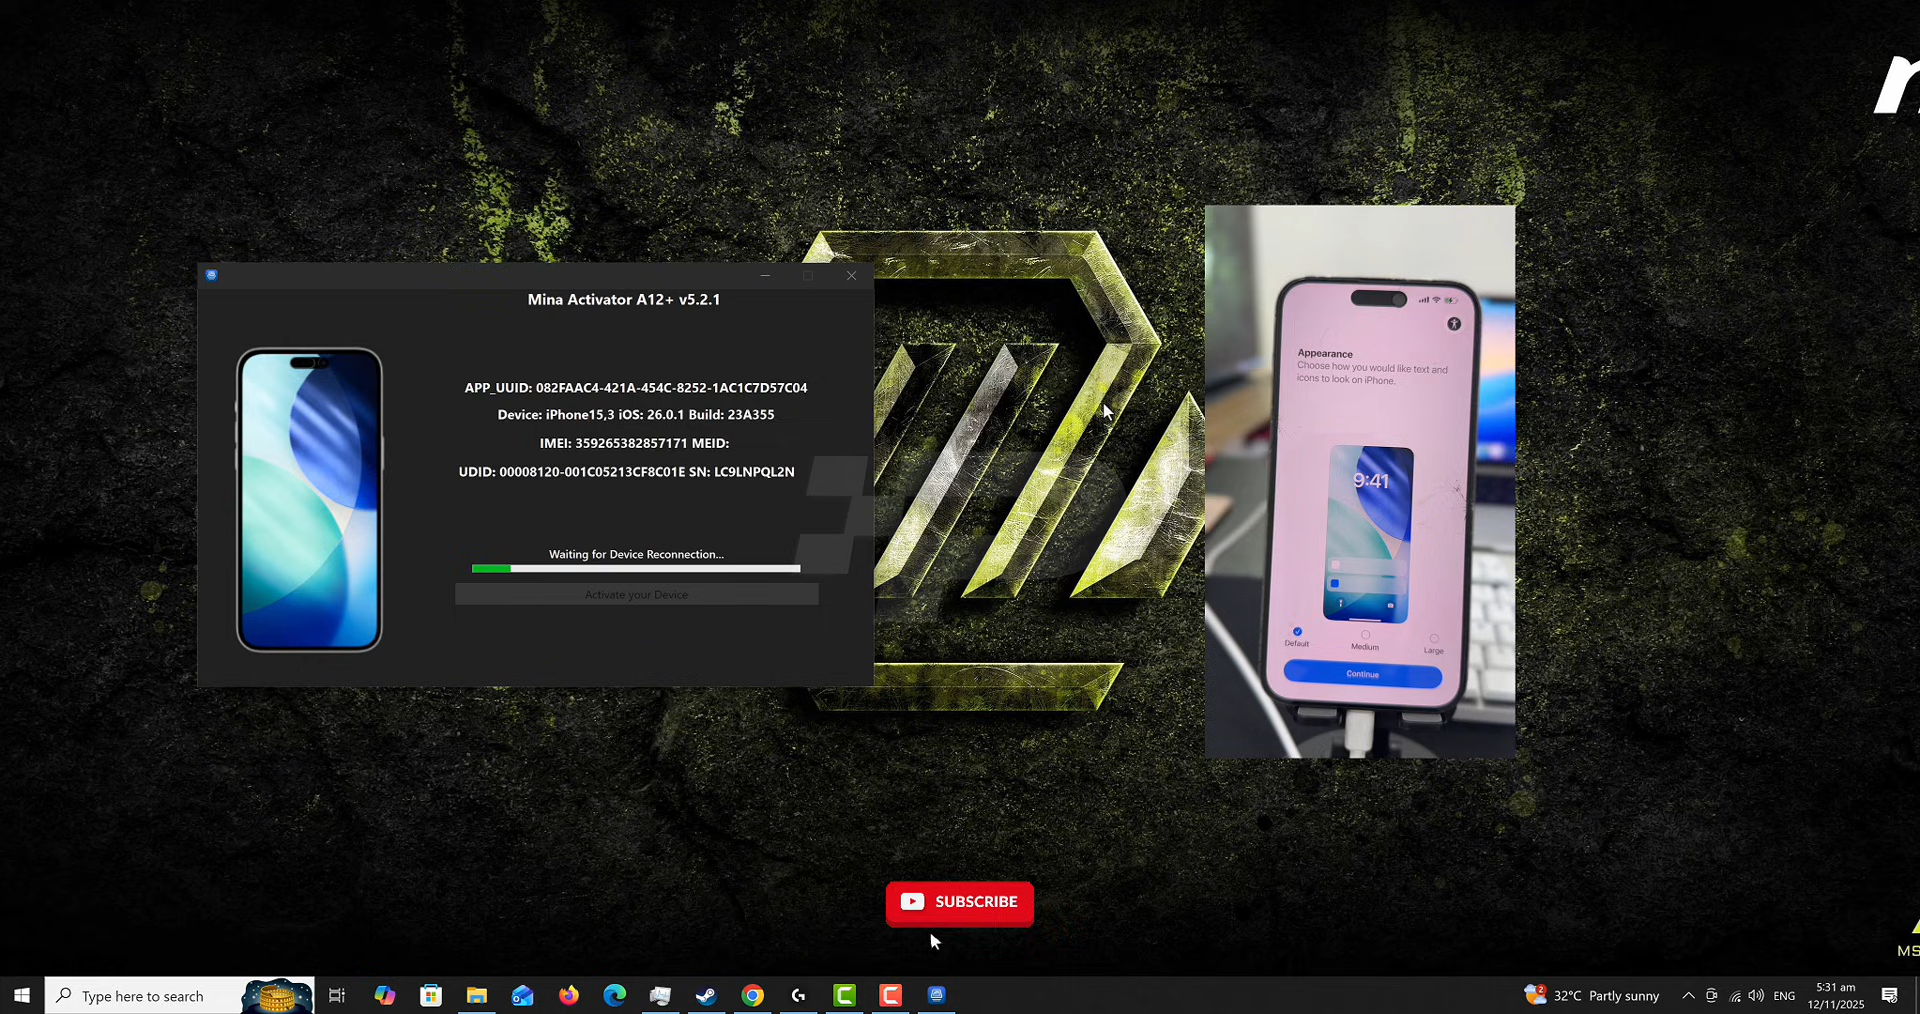 Mina Activator A12+ v5.2.1
APP_UUID: 082FAAC4-421A-454C-8252-1AC1C7D57C04
Device: iPhone15,3 iOS: 26.0.1 Build: 23A355
IMEI: 359265382857171 MEID:
UDID: 00008120-001C05213CF8C01E SN: LC9LNPQL2N
Waiting for Device Reconnection...
Activate your Device
Appearance
Choose how you would like text and
icons to look on iPhone.
9:41
Default
Medium
Large
Continue
SUBSCRIBE
MS
Type here to search
2
32°C Partly sunny
ENG
5:31 am
12/11/2025